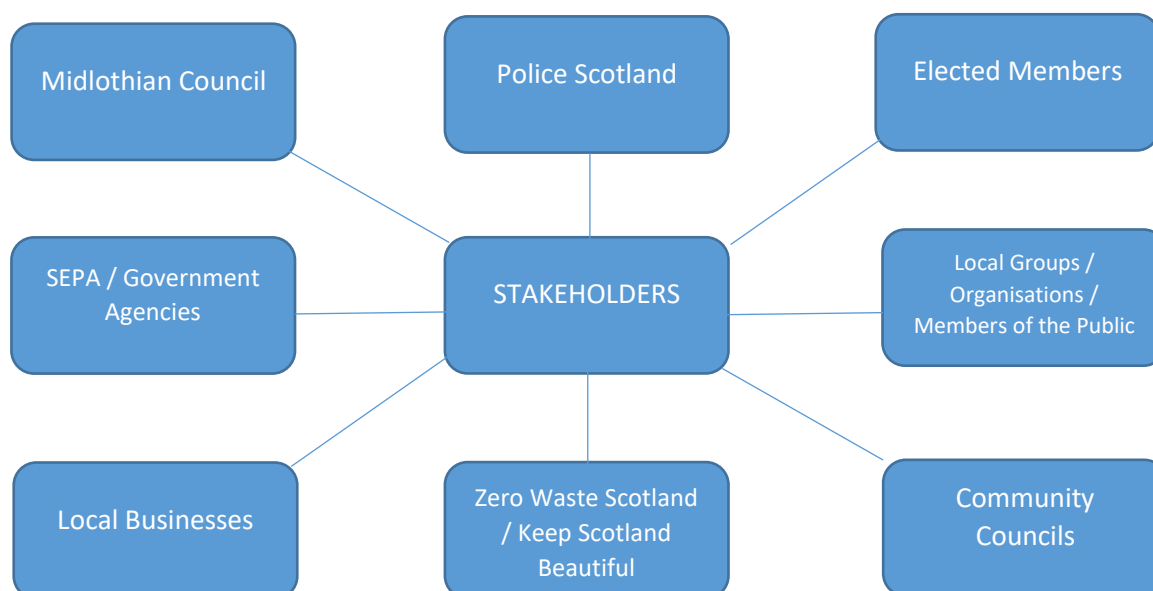 Midlothian Council
Police Scotland
Elected Members
SEPA / Government
Agencies
STAKEHOLDERS
Local Groups /
Organisations /
Members of the Public
Local Businesses
Zero Waste Scotland
/ Keep Scotland
Beautiful
Community
Councils